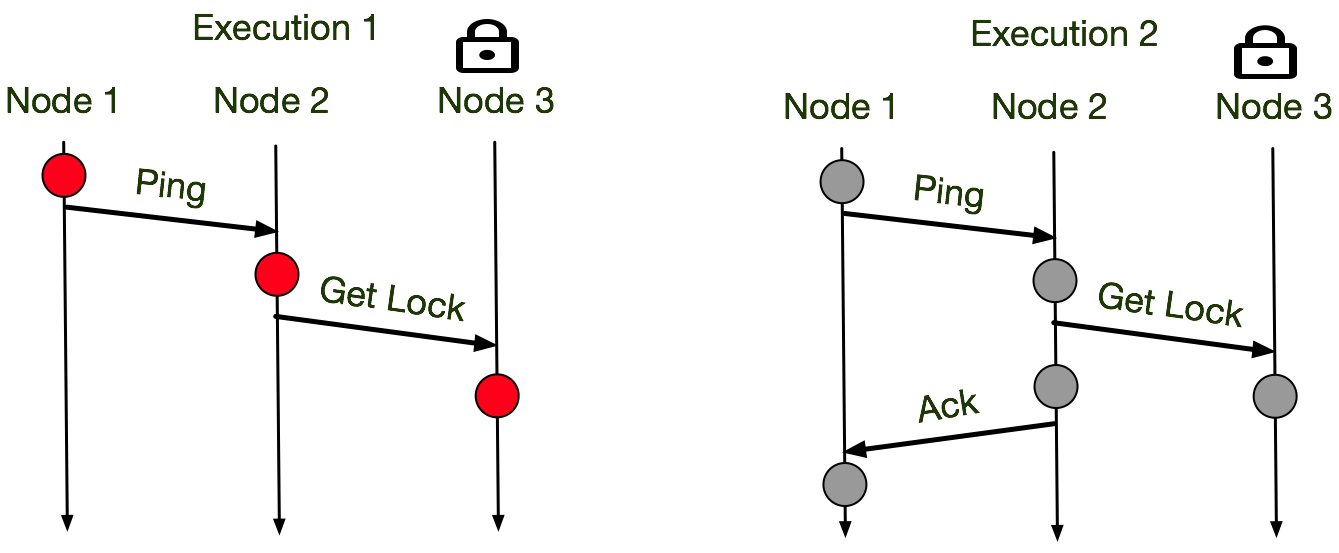 Execution 1
Node 1
Node 2
Node 3
Ping
Get Lock
Execution 2
Node 1
Node 2
Node 3
Ping
Get Lock
Ack